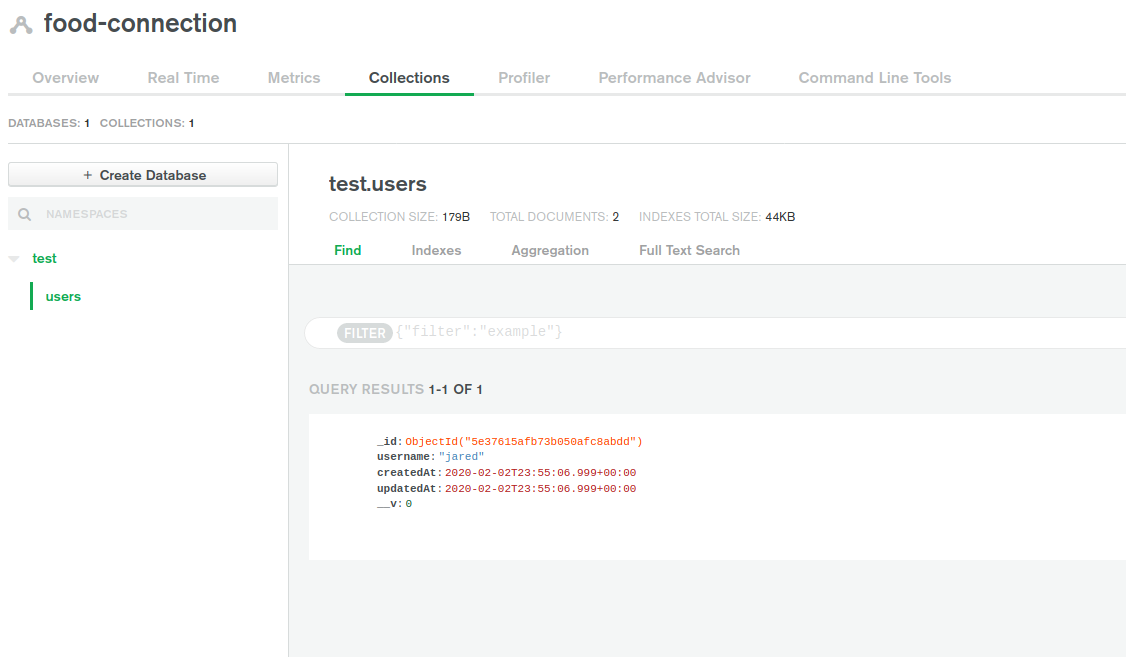 food-connection
Overview Real Time Metrics Collections Profiler Performance Advisor Command Line Tools
DATABASES: 1 COLLECTIONS: 1
+ Create Database
NAMESPACES
test
users
test.users
COLLECTION SIZE: 179B TOTAL DOCUMENTS: 2 INDEXES TOTAL SIZE: 44KB
Find Indexes Aggregation Full Text Search
FILTER {"filter":"example"}
QUERY RESULTS 1-1 OF 1
_id: ObjectId("5e37615afb73b050afc8abdd")
username: "jared"
createdAt: 2020-02-02T23:55:06.999+00:00
updatedAt: 2020-02-02T23:55:06.999+00:00
__v: 0